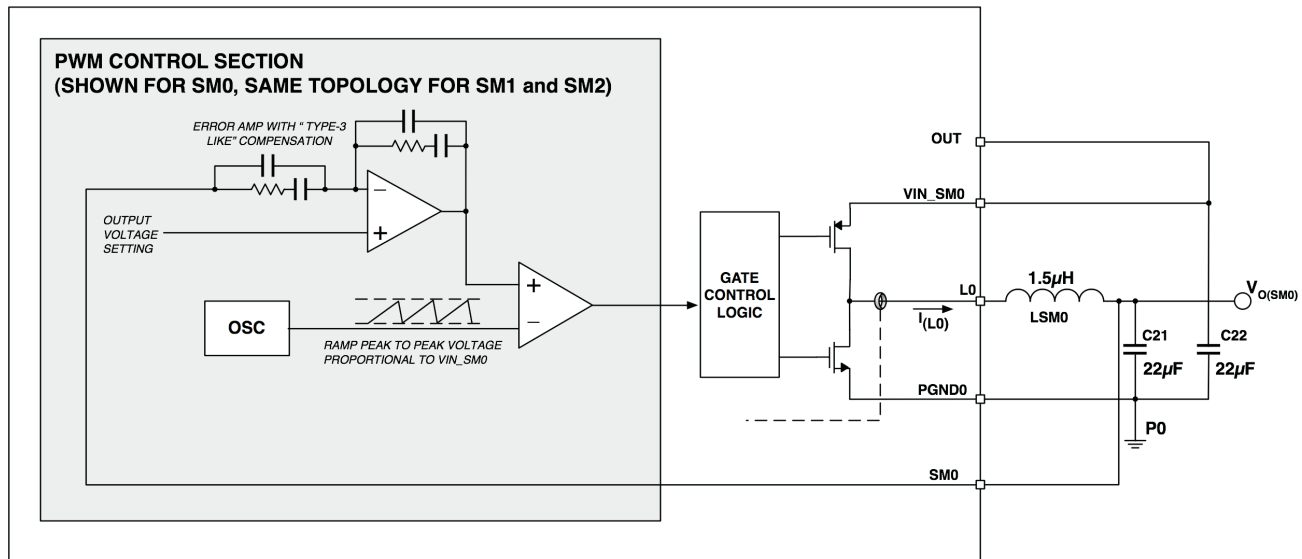 PWM CONTROL SECTION
(SHOWN FOR SM0, SAME TOPOLOGY FOR SM1 and SM2)
ERROR AMP WITH “ TYPE-3
LIKE” COMPENSATION
OUTPUT
VOLTAGE
SETTING
−
+
+
−
OSC
RAMP PEAK TO PEAK VOLTAGE
PROPORTIONAL TO VIN_SM0
GATE
CONTROL
LOGIC
OUT
VIN_SM0
L0
I(L0)
PGND0
SM0
1.5µH
LSM0
VO(SM0)
C21
22µF
C22
22µF
P0